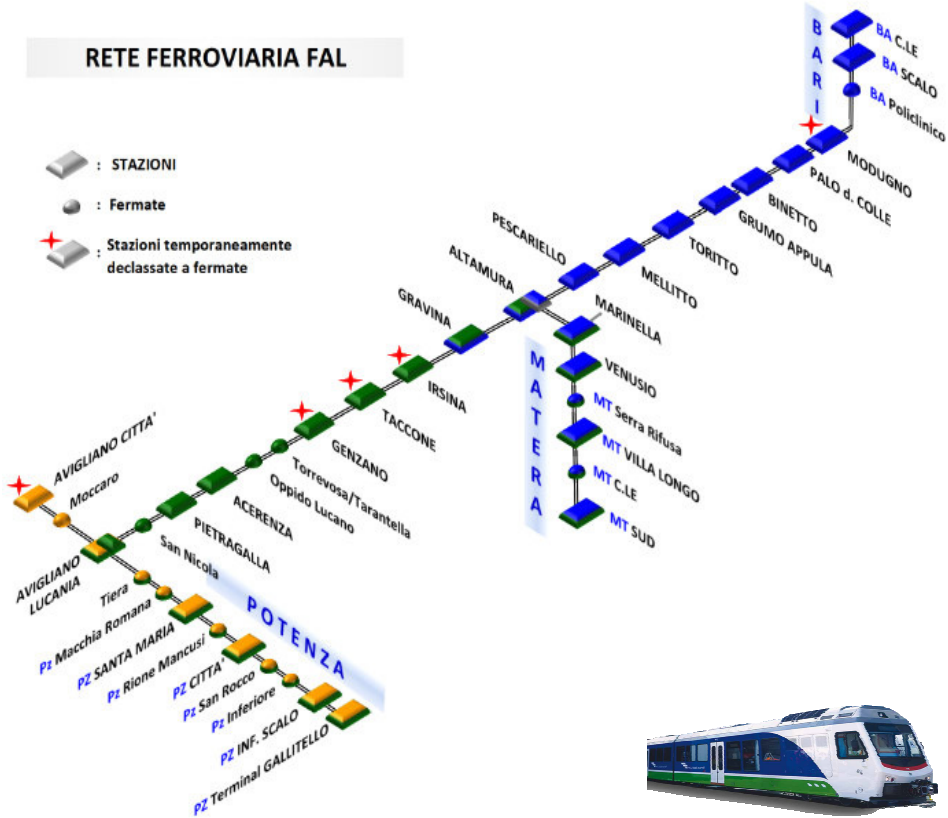 RETE FERROVIARIA FAL
: STAZIONI
: Fermate
: Stazioni temporaneamente
declassate a fermate
BARI
BA C.LE
BA SCALO
BA Policlinico
MODUGNO
PALO d. COLLE
BINETTO
GRUMO APPULA
TORITTO
MELLITTO
PESCARIELLO
ALTAMURA
MARINELLA
MATERA
VENUSIO
MT Serra Rifusa
MT VILLA LONGO
MT C.LE
MT SUD
GRAVINA
IRSINA
TACCONE
GENZANO
Torrevosa/Tarantella
Oppido Lucano
ACERENZA
PIETRAGALLA
San Nicola
AVIGLIANO CITTA'
Moccaro
AVIGLIANO
LUCANIA
POTENZA
Tiera
Pz Macchia Romana
PZ SANTA MARIA
Pz Rione Mancusi
PZ CITTA'
Pz San Rocco
Pz Inferiore
PZ INF. SCALO
PZ Terminal GALLITELLO